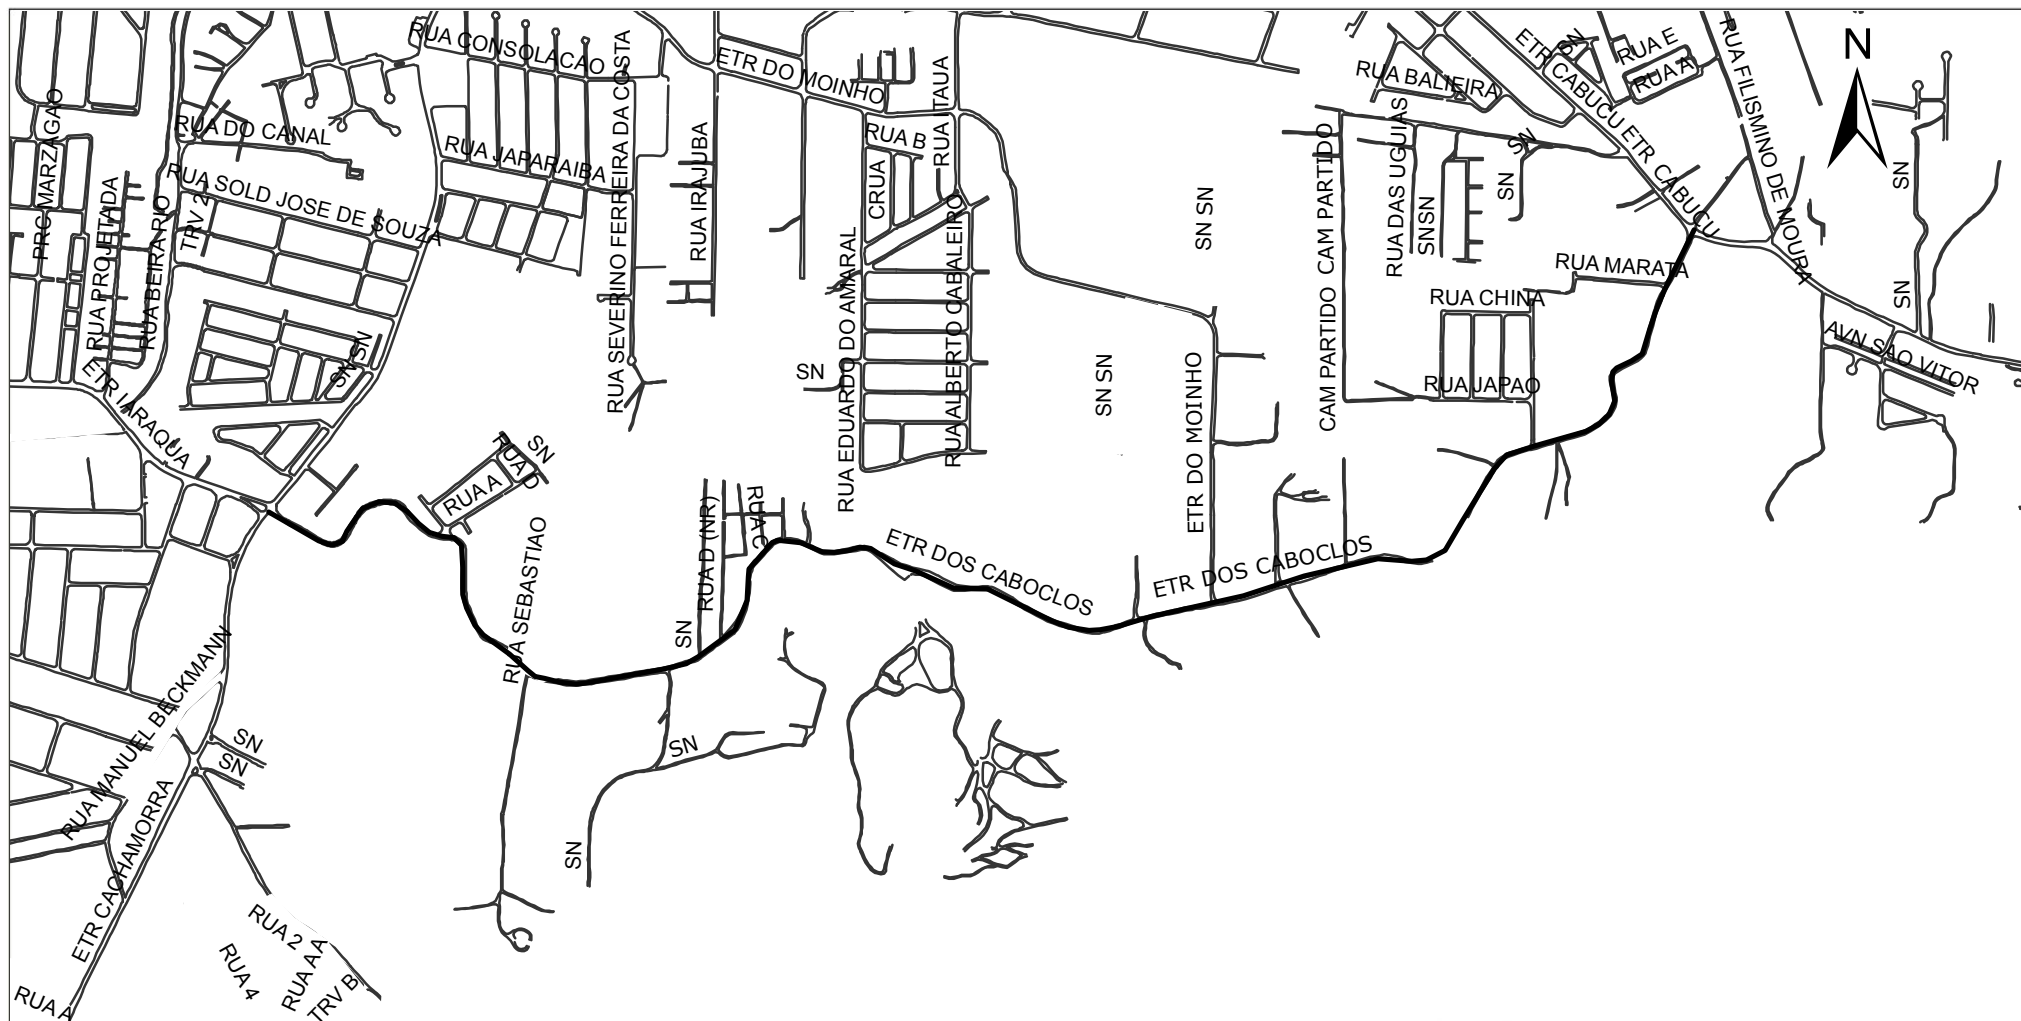 RUA CONSOLACAO
ETR DO MOINHO
RUA SEVERINO FERREIRA DA COSTA
RUA ITAUA
RUA BALIEIRA
ETR CABUCU ETR CABUCU
SN
RUA E
RUA A
RUA FILISMINO DE MOURA
N
PRC MARZAGAO
RUA DO CANAL
RUA JAPARAIBA
RUA IRAJUBA
RUA B
CRUA
CAM PARTIDO CAM PARTIDO
RUA DAS UGUIAS
SN
SN
SN
RUA SOLD JOSE DE SOUZA
TRV 2
RUA PROJETADA
RUA BEIRA RIO
SN SN
SNSN
RUA MARATA
RUA CHINA
SN
RUA EDUARDO DO AMARAL
RUA ALBERTO CABALEIRO
AVN SAO VITOR
ETR IARAQUA
SN SN
SN
SN SN
ETR DO MOINHO
RUA JAPAO
RUA D
SN
RUA A
RUA SEBASTIAO
RUA D (NR)
RUA C
ETR DOS CABOCLOS
ETR DOS CABOCLOS
SN
RUA MANUEL BECKMANN
SN
SN
SN
SN
ETR CACHAMORRA
RUA 2
RUA 4
RUA AA
TRV B
RUA A